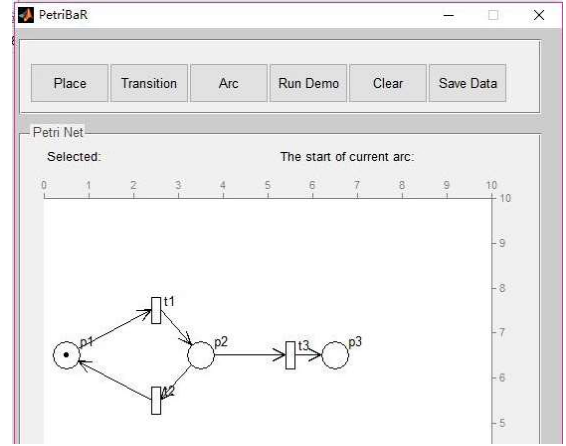 PetriBaR
Place Transition Arc Run Demo Clear Save Data
Petri Net
Selected: The start of current arc:
0 1 2 3 4 5 6 7 8 9 10
10
9
8
t1
7
p1 p2 t3 p3
6
t2
5